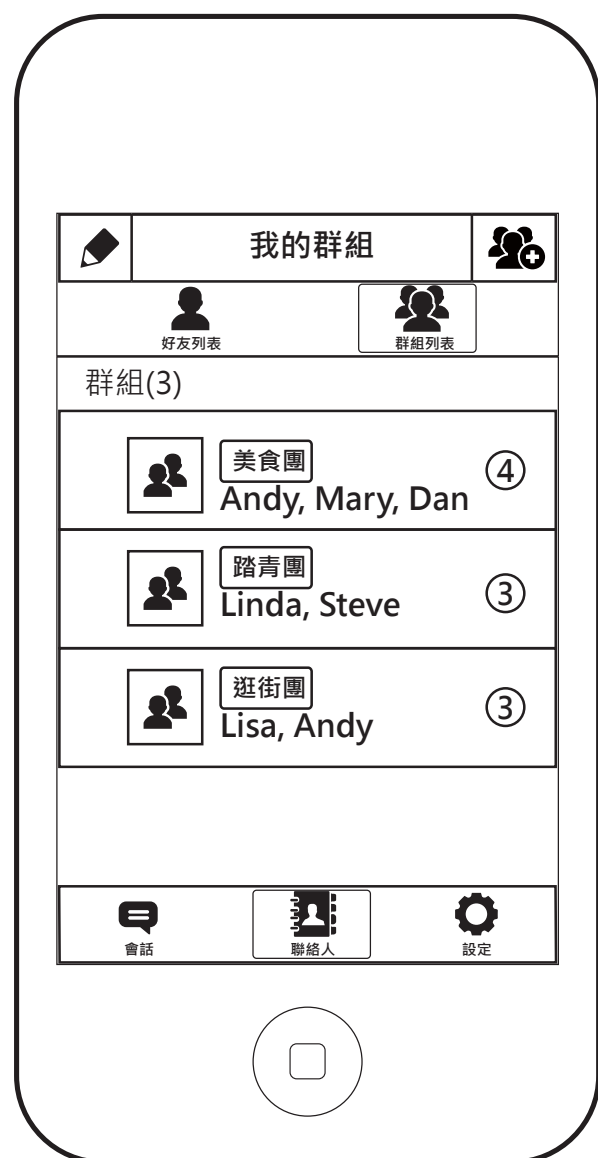 我的群組
好友列表
群組列表
群組(3)
美食團
Andy, Mary, Dan
④
踏青團
Linda, Steve
③
逛街團
Lisa, Andy
③
會話
聯絡人
設定